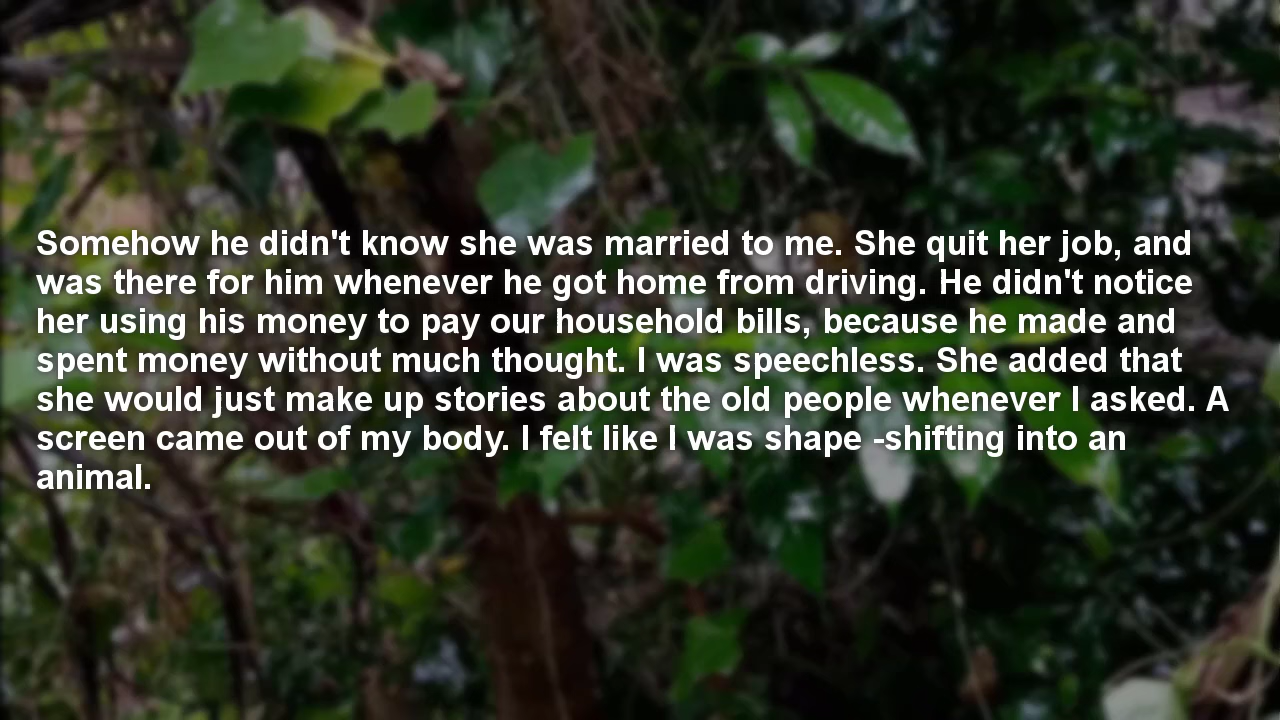 Somehow he didn't know she was married to me. She quit her job, and
was there for him whenever he got home from driving. He didn't notice
her using his money to pay our household bills, because he made and
spent money without much thought. I was speechless. She added that
she would just make up stories about the old people whenever I asked. A
screen came out of my body. I felt like I was shape -shifting into an
animal.